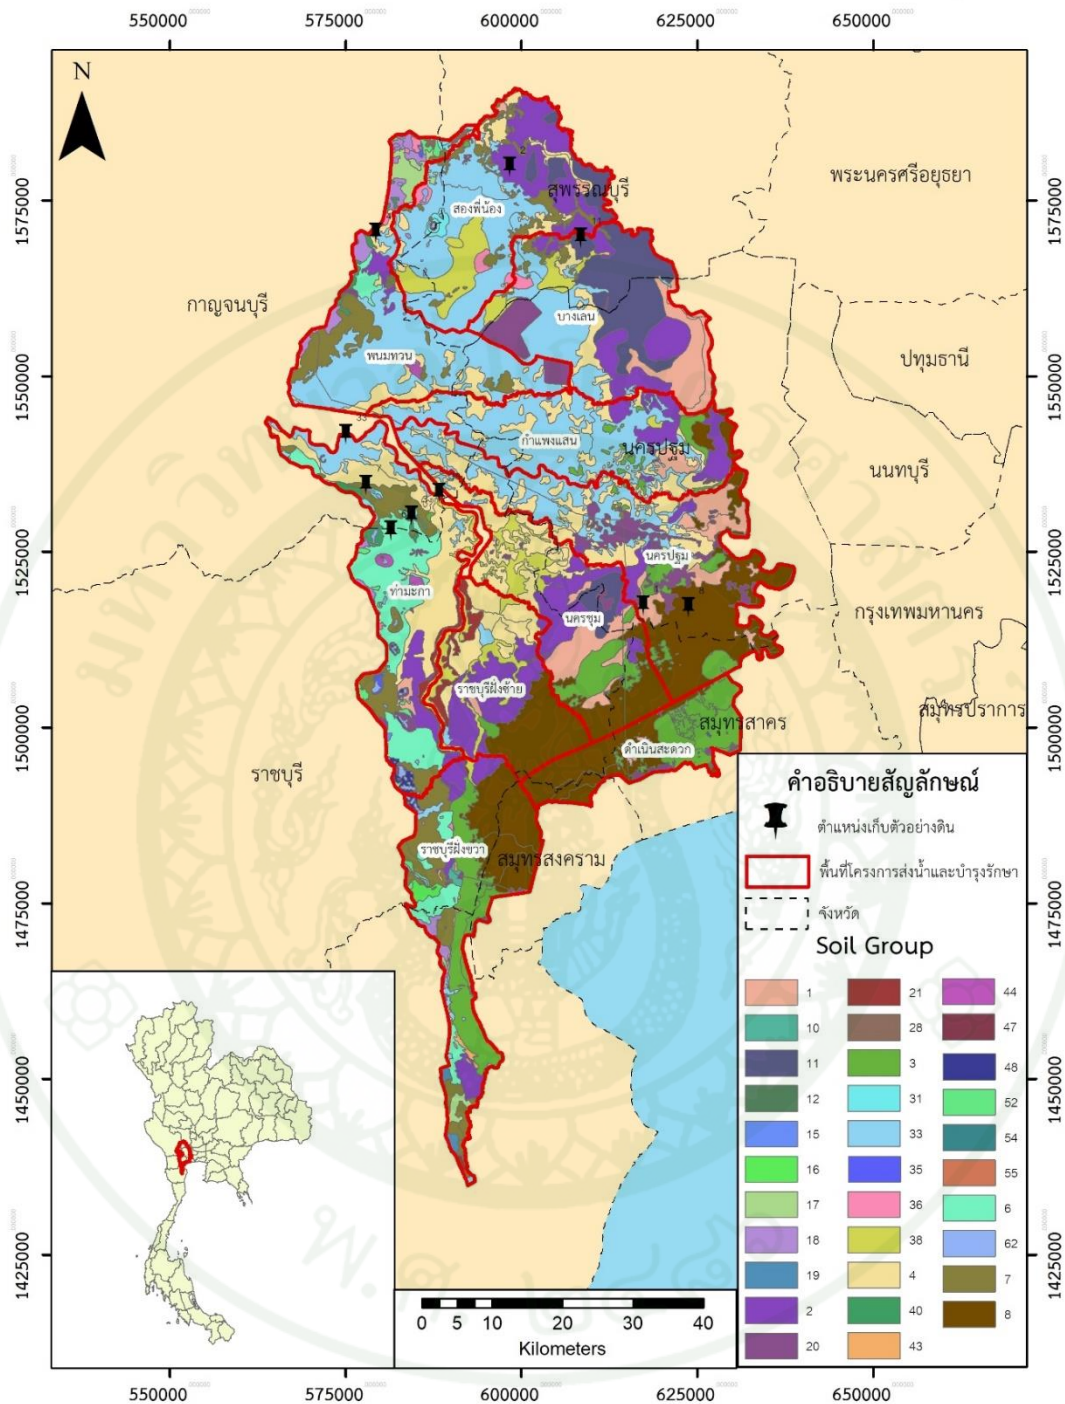 550000 575000 600000 625000 650000
N
พระนครศรีอยุธยา
สุพรรณบุรี
สองพี่น้อง
1575000 1575000
กาญจนบุรี
บางเลน
ปทุมธานี
พนมทวน
1550000 1550000
กำแพงแสน
นครปฐม
นนทบุรี
1525000 1525000
นครปฐม
ท่ามะกา
นครชุม
กรุงเทพมหานคร
ราชบุรีฝั่งซ้าย
สมุทรสาคร
สมุทรปราการ
1500000 1500000
ดำเนินสะดวก
ราชบุรี
ราชบุรีฝั่งขวา
สมุทรสงคราม
1475000 1475000
1450000 1450000
1425000 1425000
คำอธิบายสัญลักษณ์
ตำแหน่งเก็บตัวอย่างดิน
พื้นที่โครงการส่งน้ำและบำรุงรักษา
จังหวัด
Soil Group
1 21 44
10 28 47
11 3 48
12 31 52
15 33 54
16 35 55
17 36 6
18 38 62
19 4 7
2 40 8
20 43
0 5 10 20 30 40
Kilometers
550000 575000 600000 625000 650000